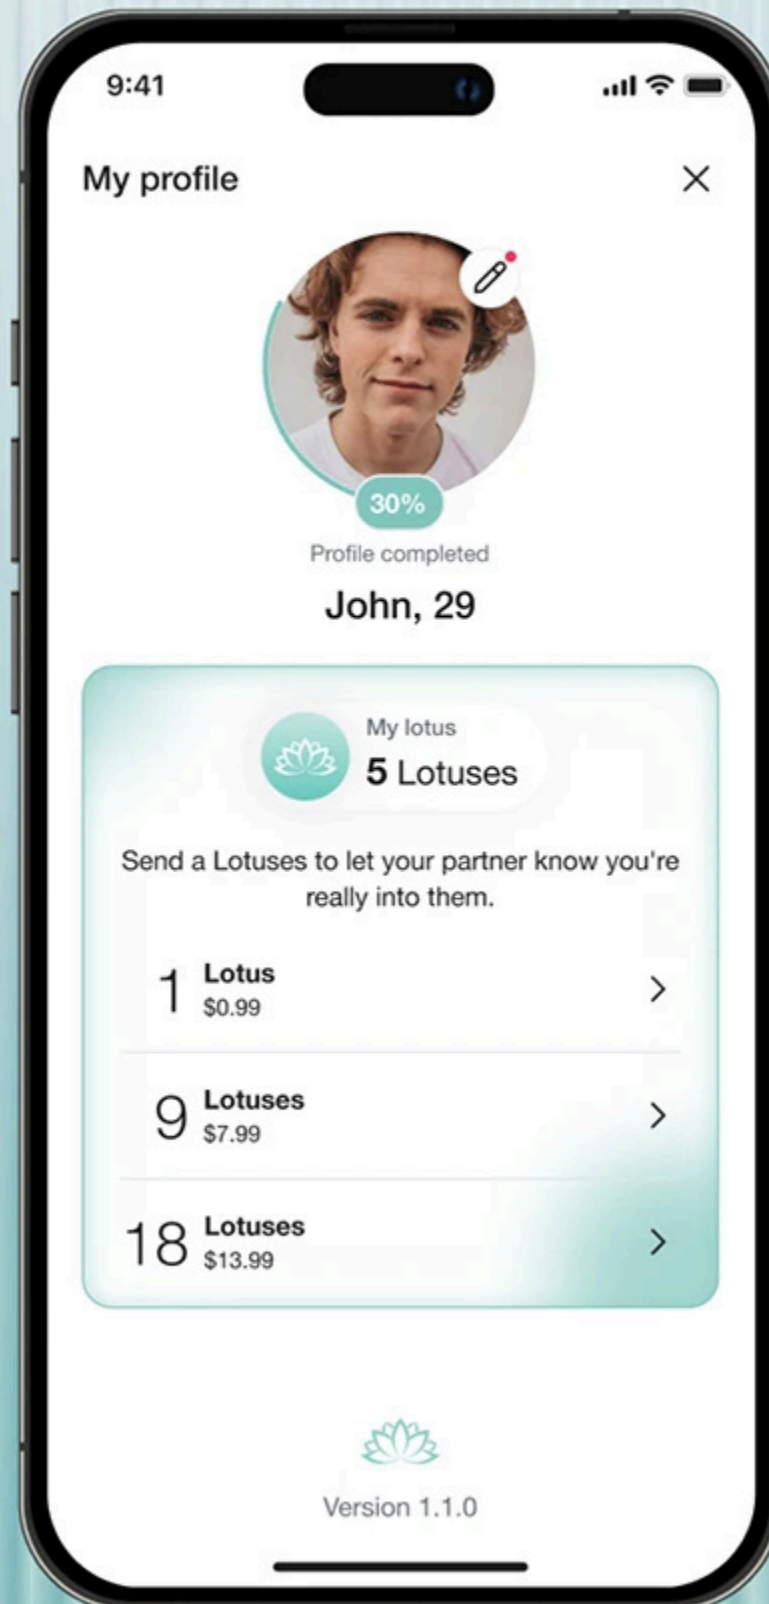 9:41
My profile
30%
Profile completed
John, 29
My lotus
5 Lotuses
Send a Lotuses to let your partner know you're
really into them.
1 Lotus
$0.99
9 Lotuses
$7.99
18 Lotuses
$13.99
Version 1.1.0